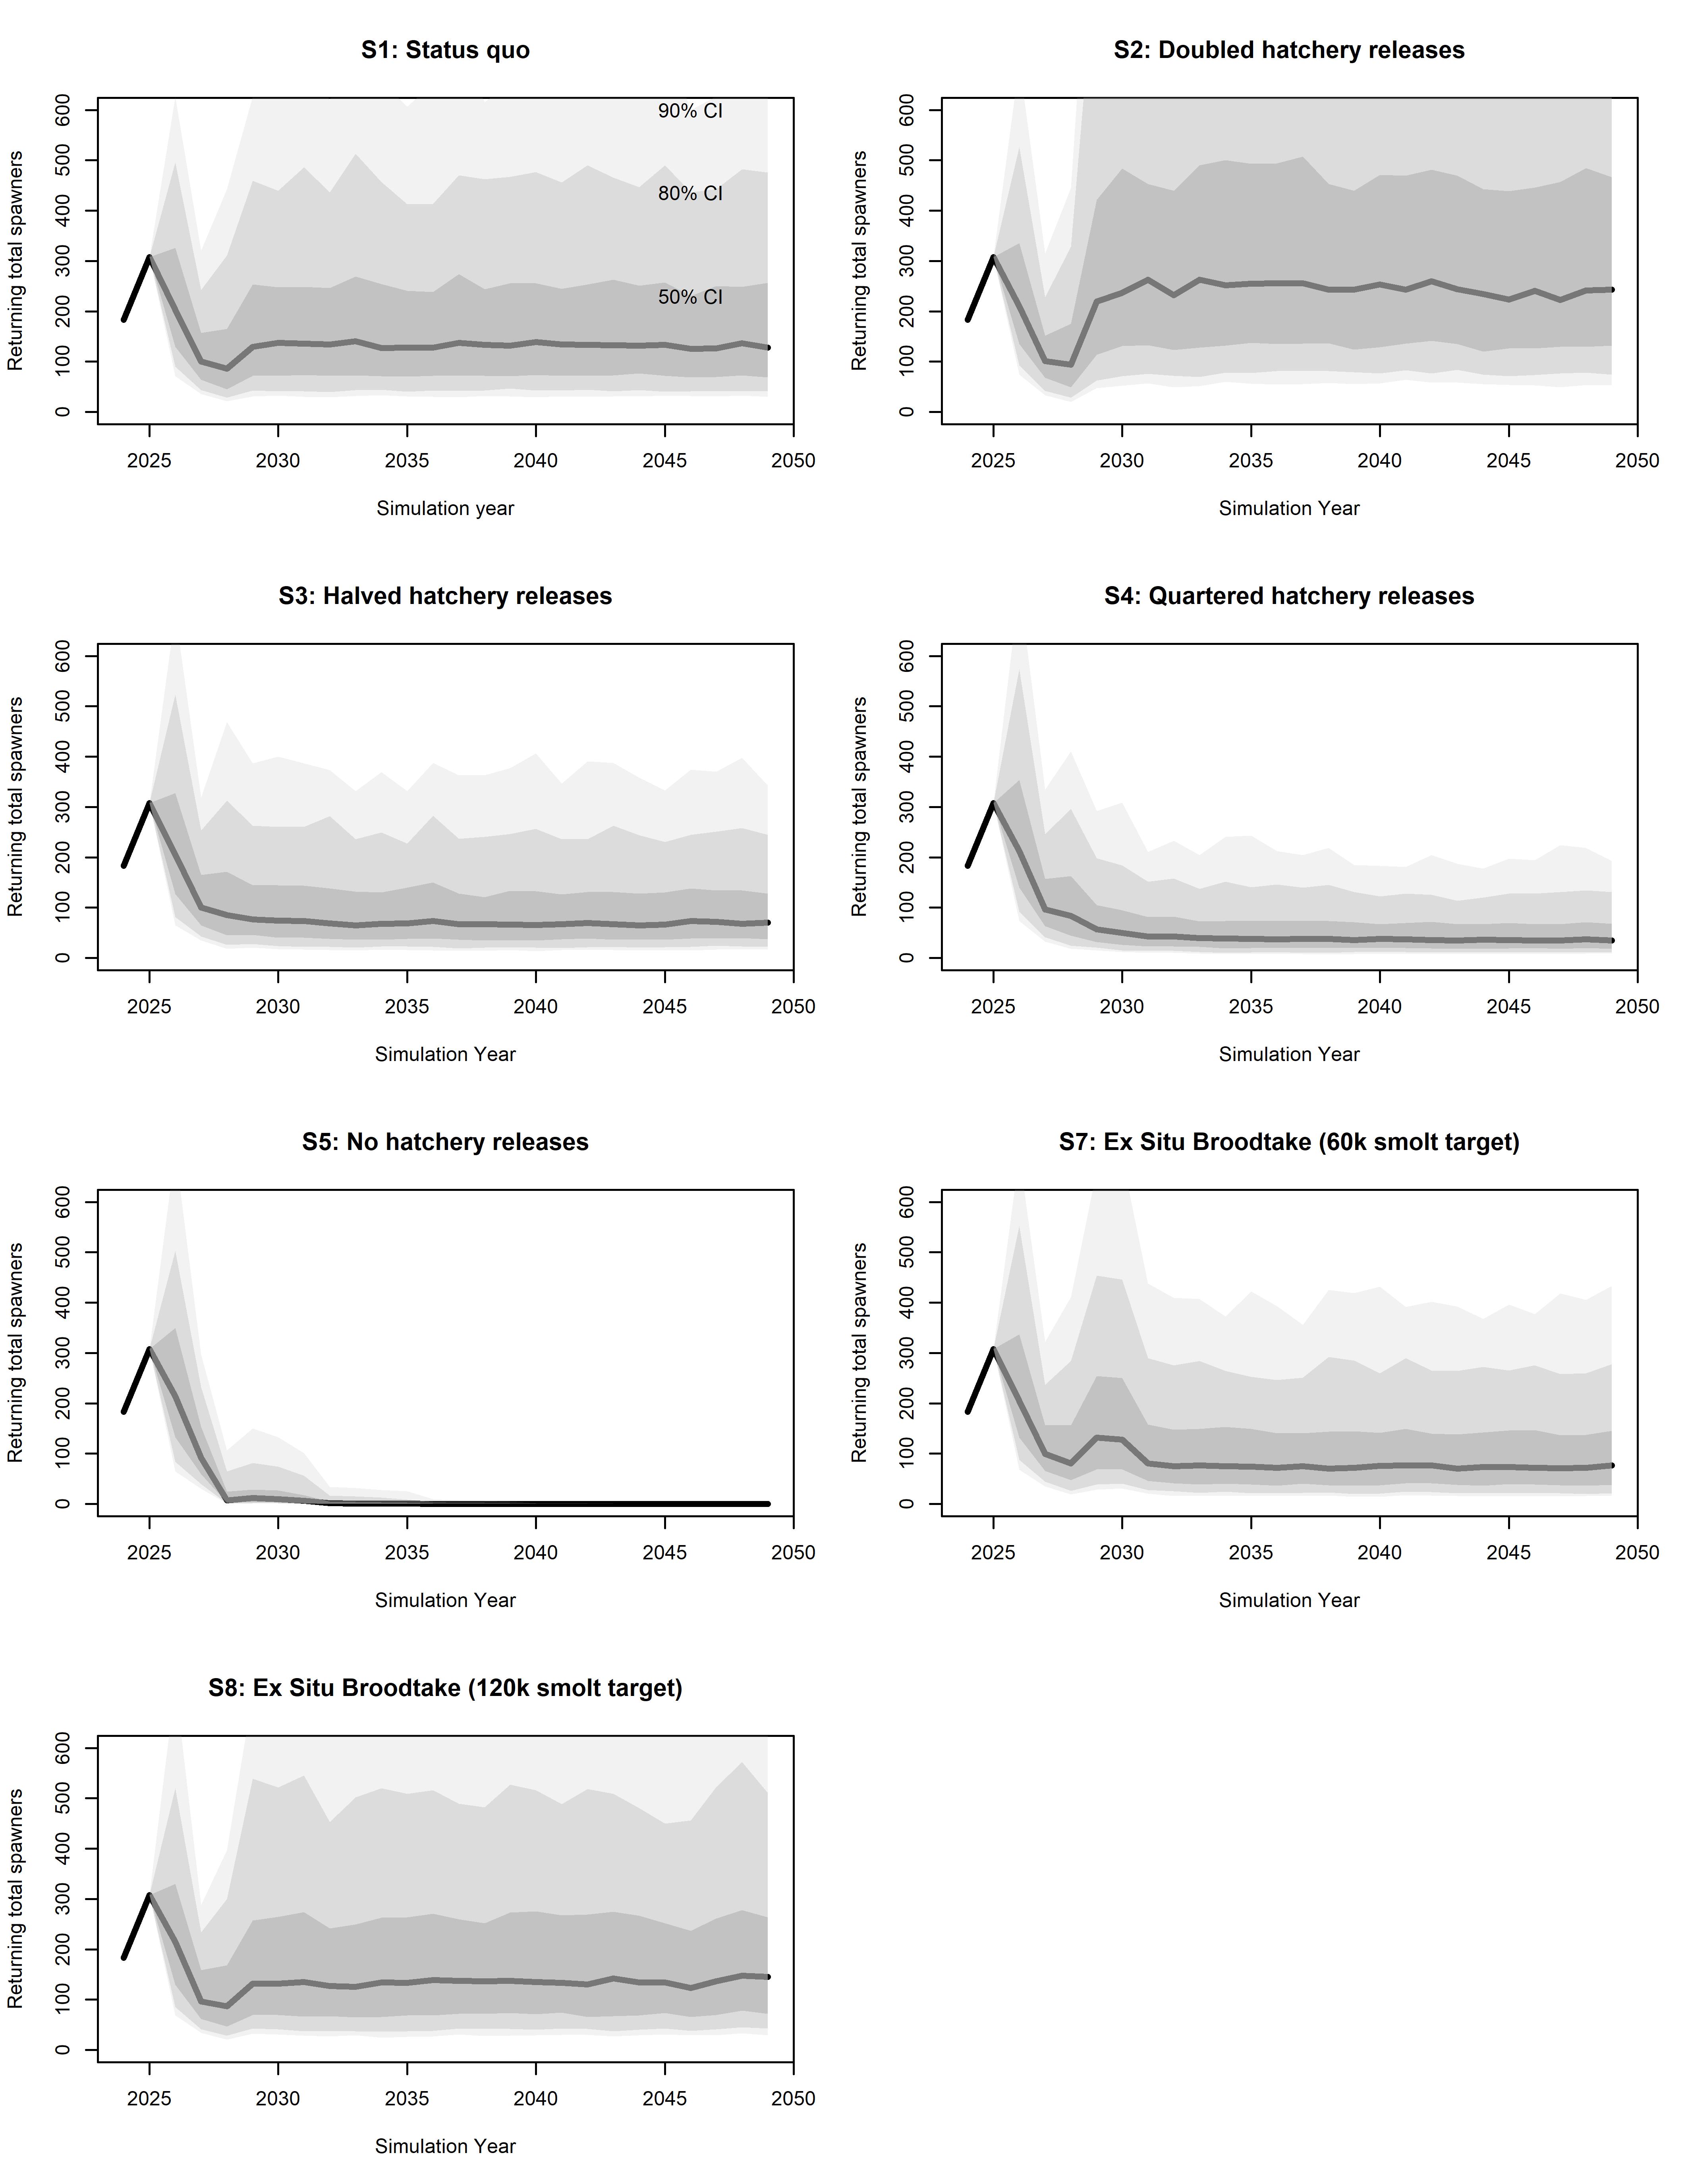 S1: Status quo
Returning total spawners
600
500
400
300
200
100
0
90% CI
80% CI
50% CI
2025 2030 2035 2040 2045 2050
Simulation year
S2: Doubled hatchery releases
Returning total spawners
600
500
400
300
200
100
0
2025 2030 2035 2040 2045 2050
Simulation Year
S3: Halved hatchery releases
Returning total spawners
600
500
400
300
200
100
0
2025 2030 2035 2040 2045 2050
Simulation Year
S4: Quartered hatchery releases
Returning total spawners
600
500
400
300
200
100
0
2025 2030 2035 2040 2045 2050
Simulation Year
S5: No hatchery releases
Returning total spawners
600
500
400
300
200
100
0
2025 2030 2035 2040 2045 2050
Simulation Year
S7: Ex Situ Broodtake (60k smolt target)
Returning total spawners
600
500
400
300
200
100
0
2025 2030 2035 2040 2045 2050
Simulation Year
S8: Ex Situ Broodtake (120k smolt target)
Returning total spawners
600
500
400
300
200
100
0
2025 2030 2035 2040 2045 2050
Simulation Year